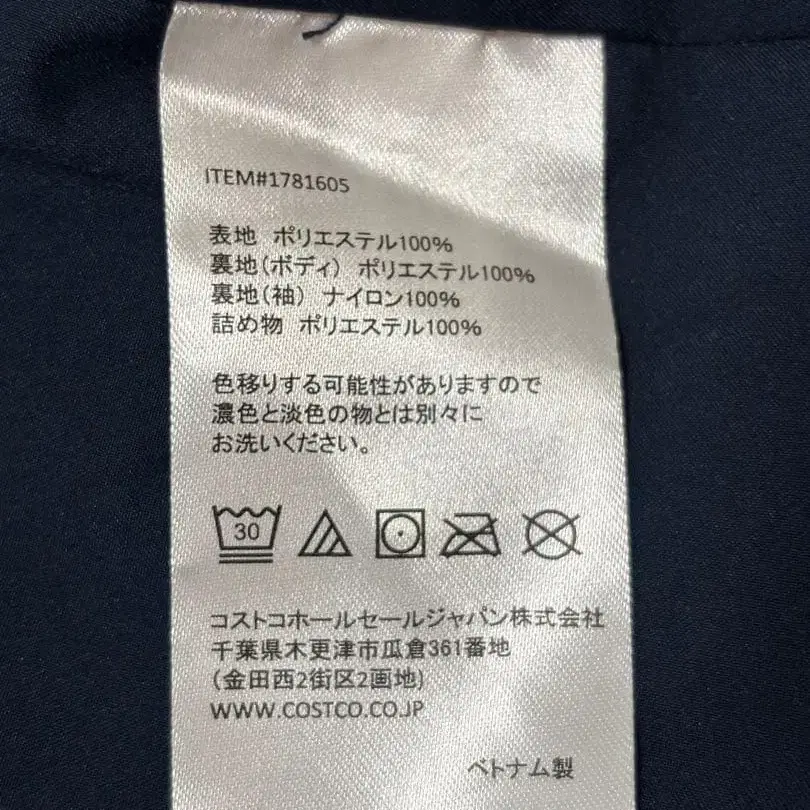 ITEM#1781605
表地 ポリエステル100%
裏地(ボディ) ポリエステル100%
裏地(袖) ナイロン100%
詰め物 ポリエステル100%
色移りする可能性がありますので
濃色と淡色の物とは別々に
お洗いください。
30
コストコホールセールジャパン株式会社
千葉県木更津市瓜倉361番地
(金田西2街区2画地)
WWW.COSTCO.CO.JP
ベトナム製